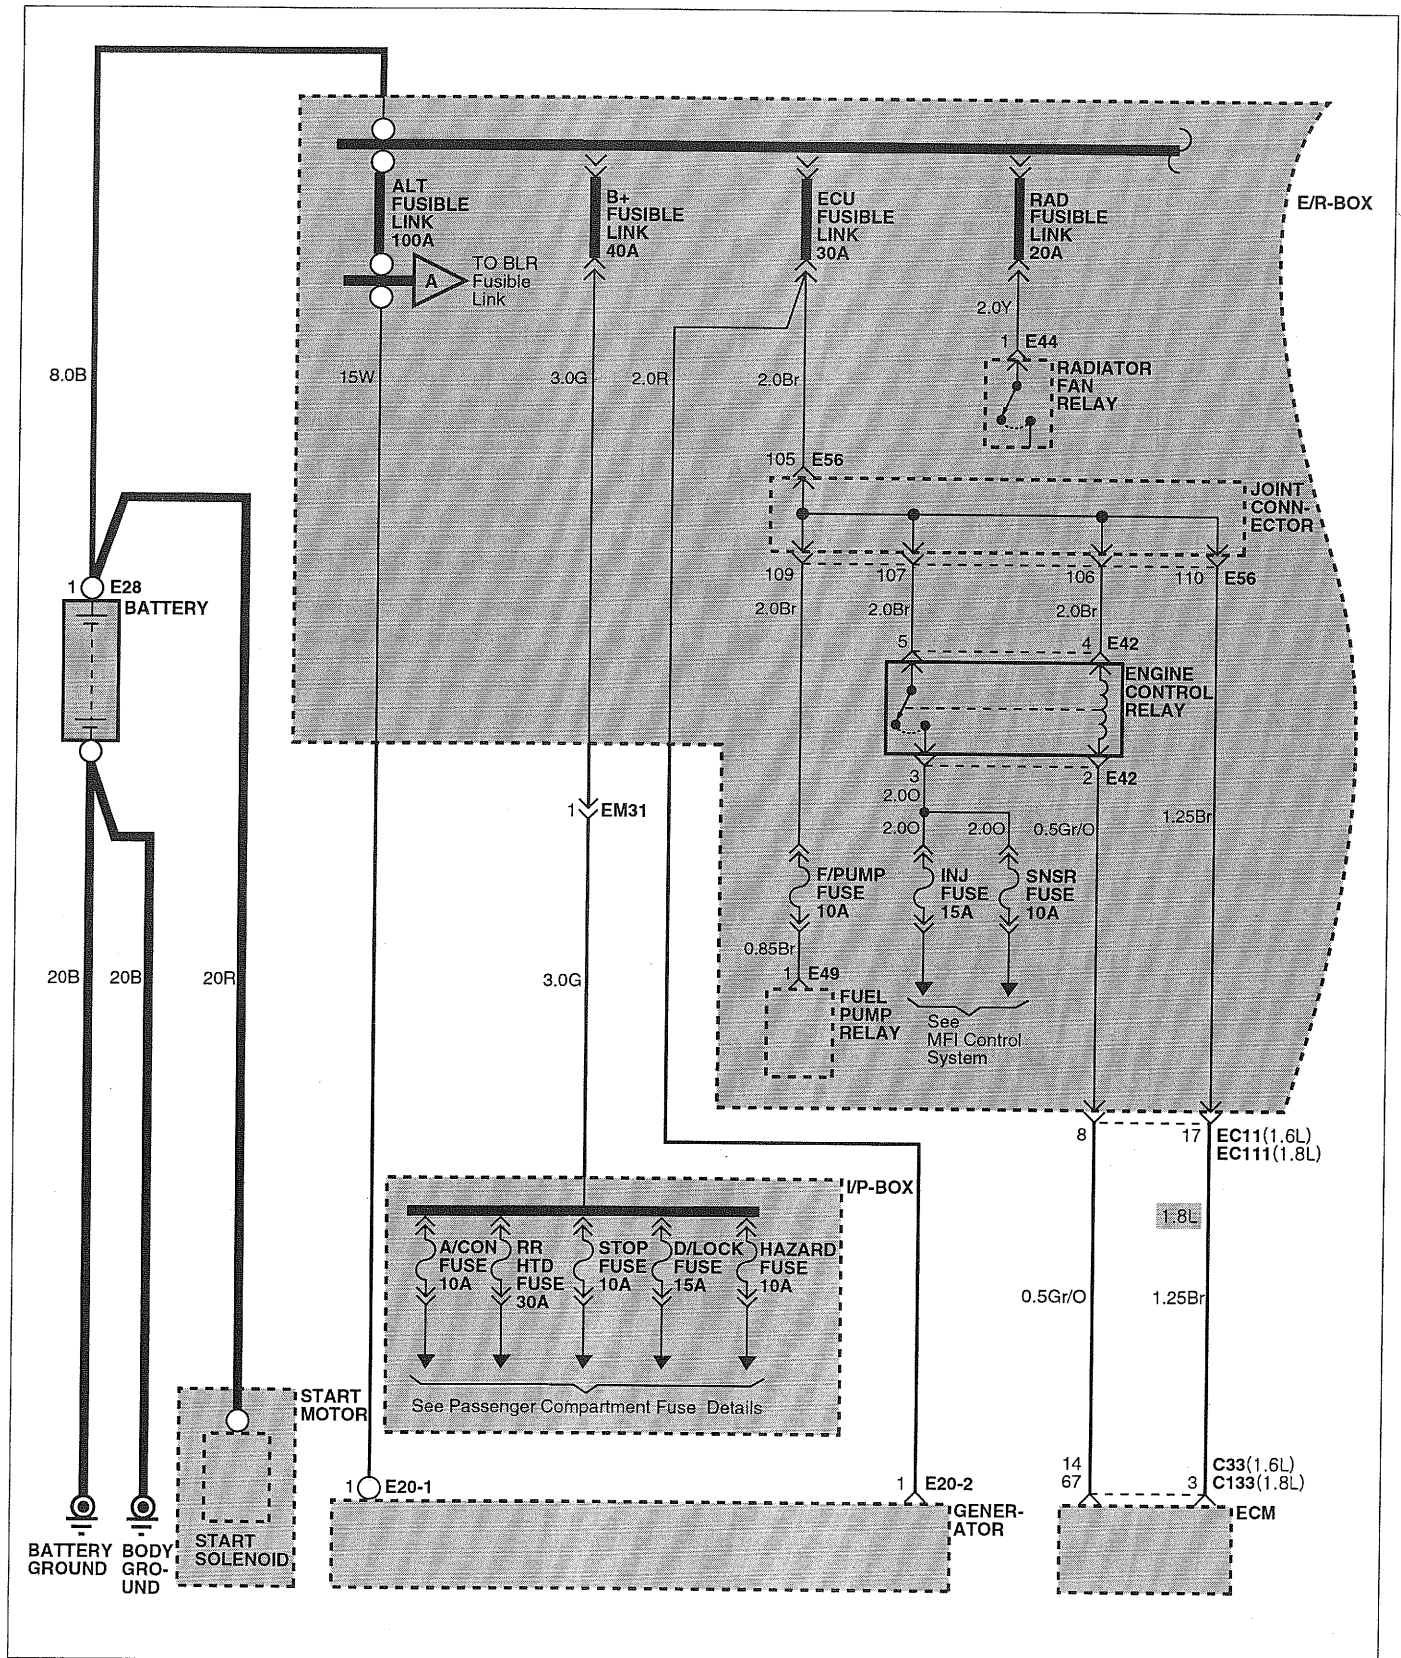 E/R-BOX
ALT
FUSIBLE
LINK
100A
B+
FUSIBLE
LINK
40A
ECU
FUSIBLE
LINK
30A
RAD
FUSIBLE
LINK
20A
A
TO BLR
Fusible
Link
2.0Y
1 E44
RADIATOR
FAN
RELAY
8.0B
15W
3.0G
2.0R
2.0Br
105 E56
JOINT
CONN-
ECTOR
109
107
106
110 E56
2.0Br
2.0Br
2.0Br
1 E28
BATTERY
5
4 E42
ENGINE
CONTROL
RELAY
3
2 E42
2.0O
2.0O
2.0O
0.5Gr/O
1.25Br
1 EM31
F/PUMP
FUSE
10A
INJ
FUSE
15A
SNSR
FUSE
10A
0.85Br
1 E49
FUEL
PUMP
RELAY
See
MFI Control
System
20B
20B
20R
3.0G
8
17 EC11(1.6L)
EC111(1.8L)
I/P-BOX
1.8L
A/CON
FUSE
10A
RR
HTD
FUSE
30A
STOP
FUSE
10A
D/LOCK
FUSE
15A
HAZARD
FUSE
10A
0.5Gr/O
1.25Br
See Passenger Compartment Fuse Details
START
MOTOR
START
SOLENOID
BATTERY
GROUND
BODY
GRO-
UND
1 E20-1
1 E20-2
GENER-
ATOR
14
67
C33(1.6L)
3 C133(1.8L)
ECM